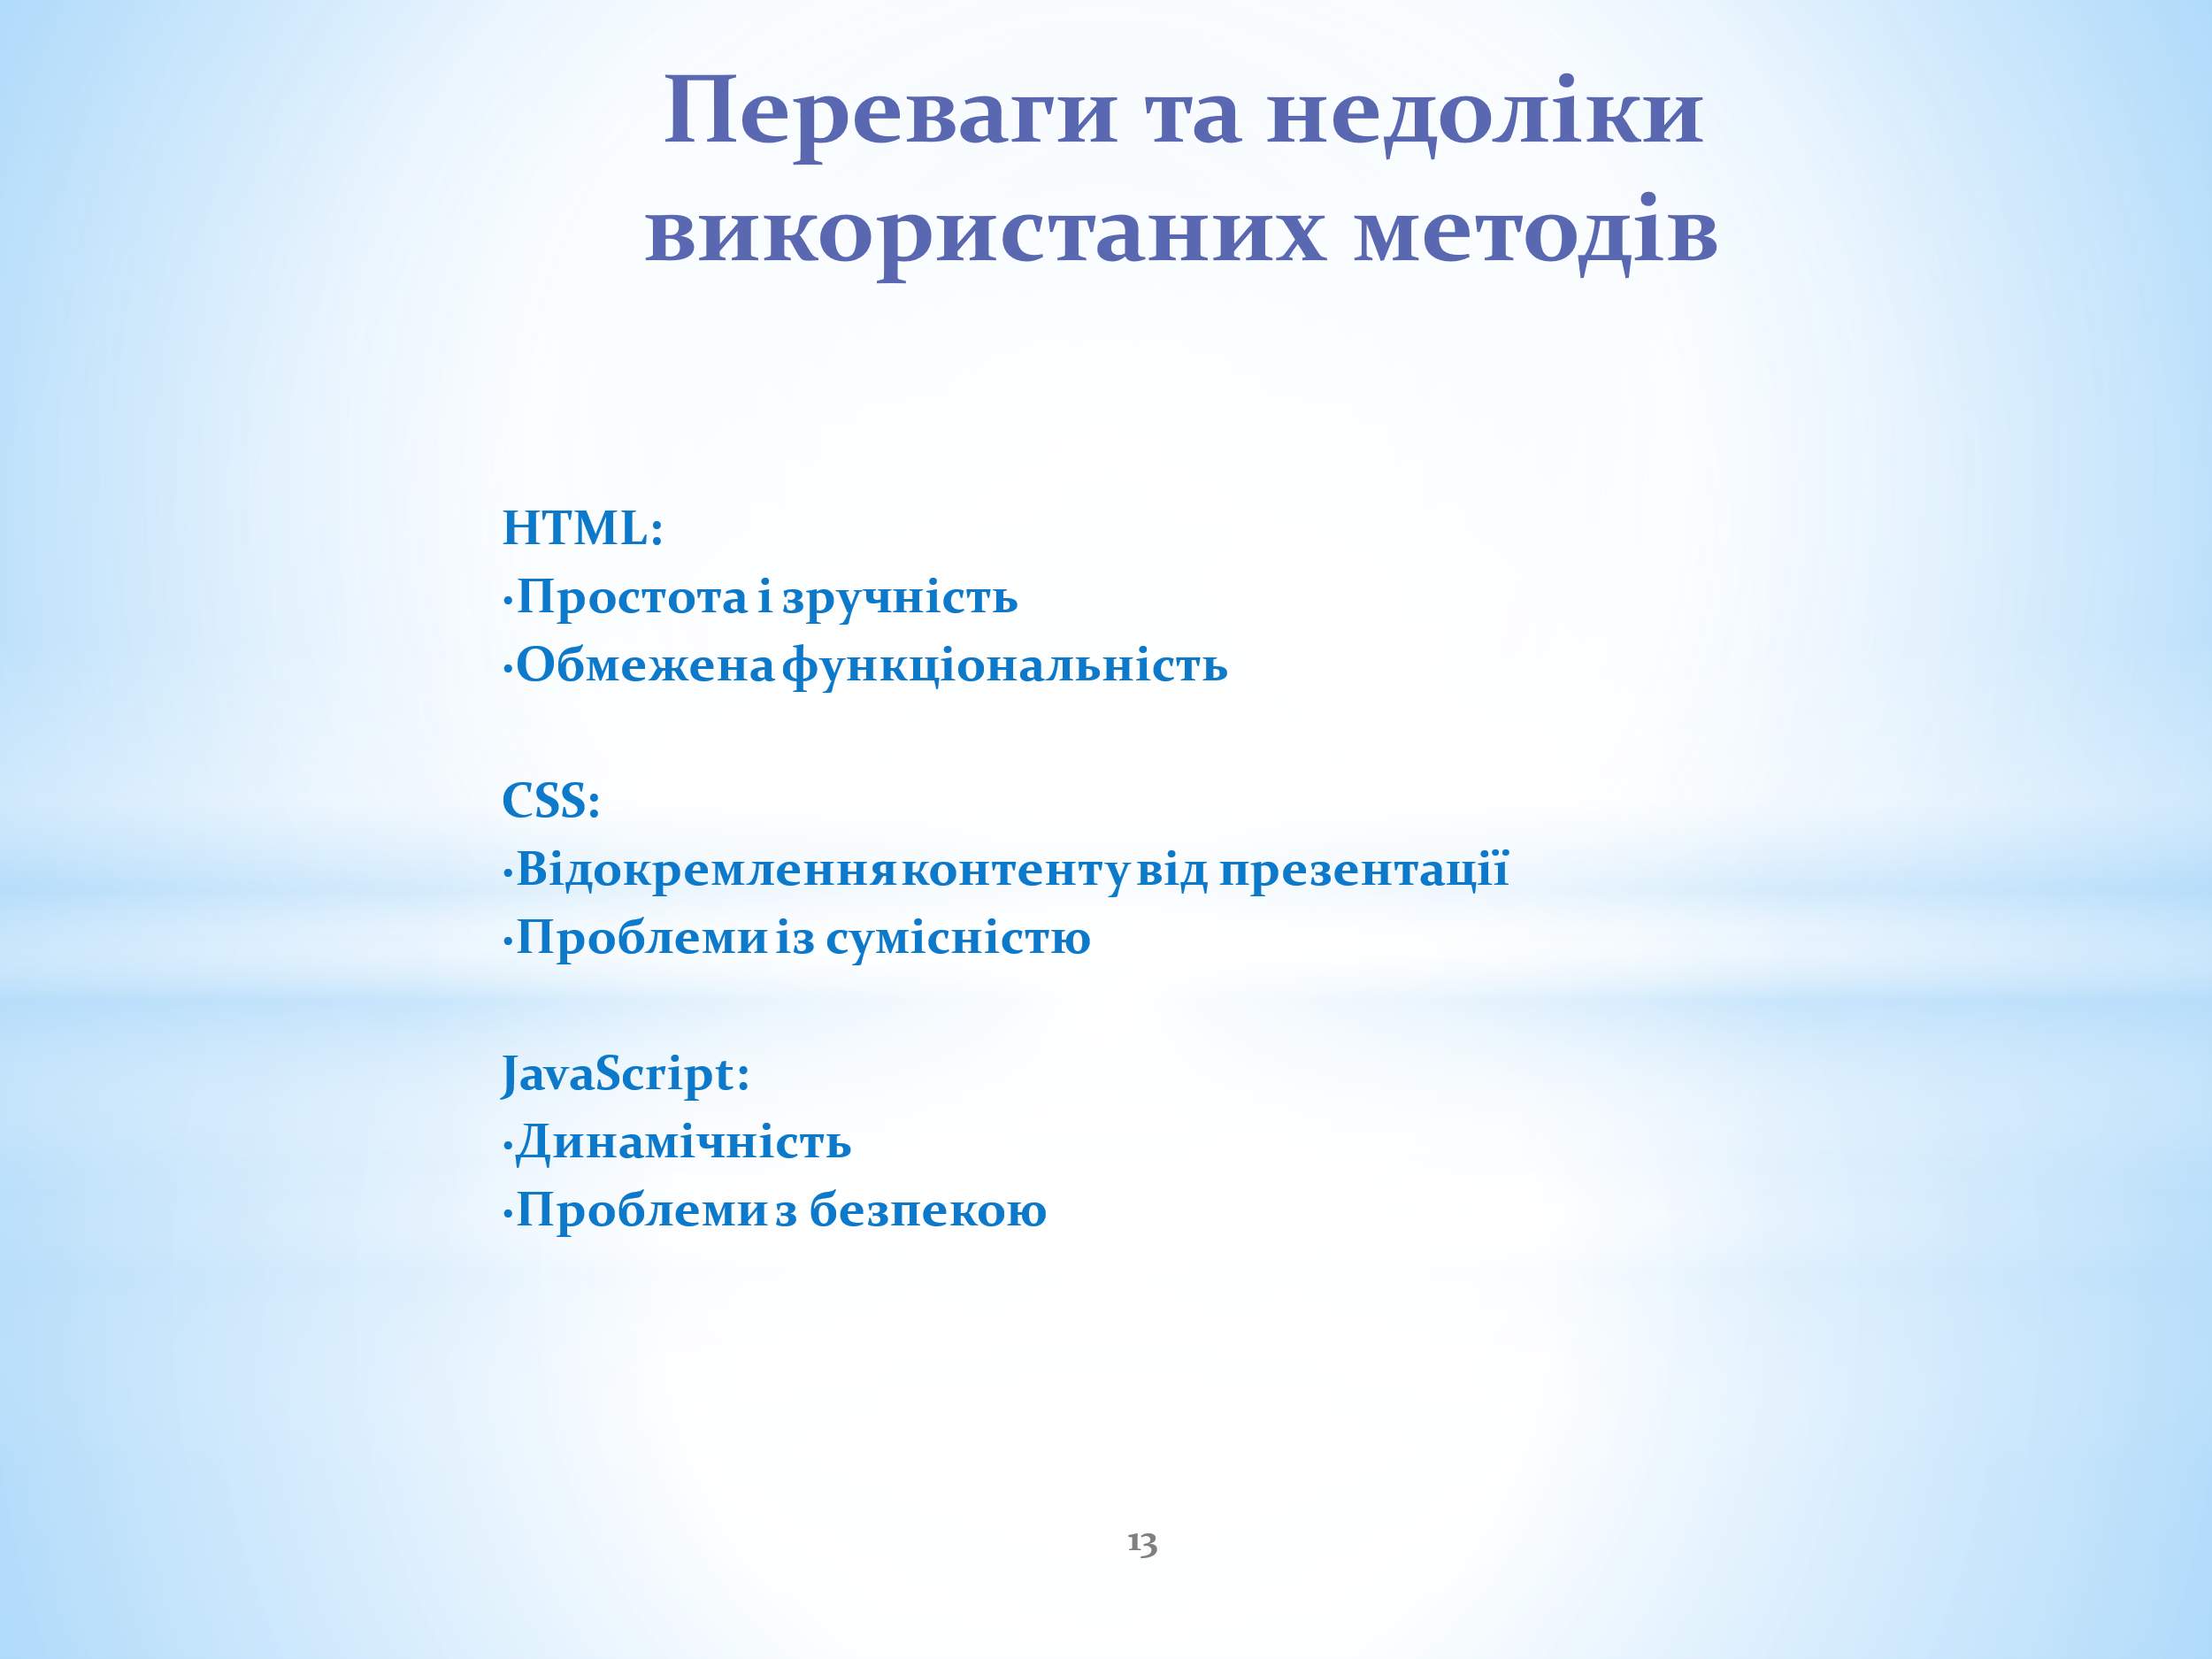 Переваги та недоліки
використаних методів
HTML:
·Простота і зручність
·Обмежена функціональність
CSS:
·Відокремлення контенту від презентації
·Проблеми із сумісністю
JavaScript:
·Динамічність
·Проблеми з безпекою
13